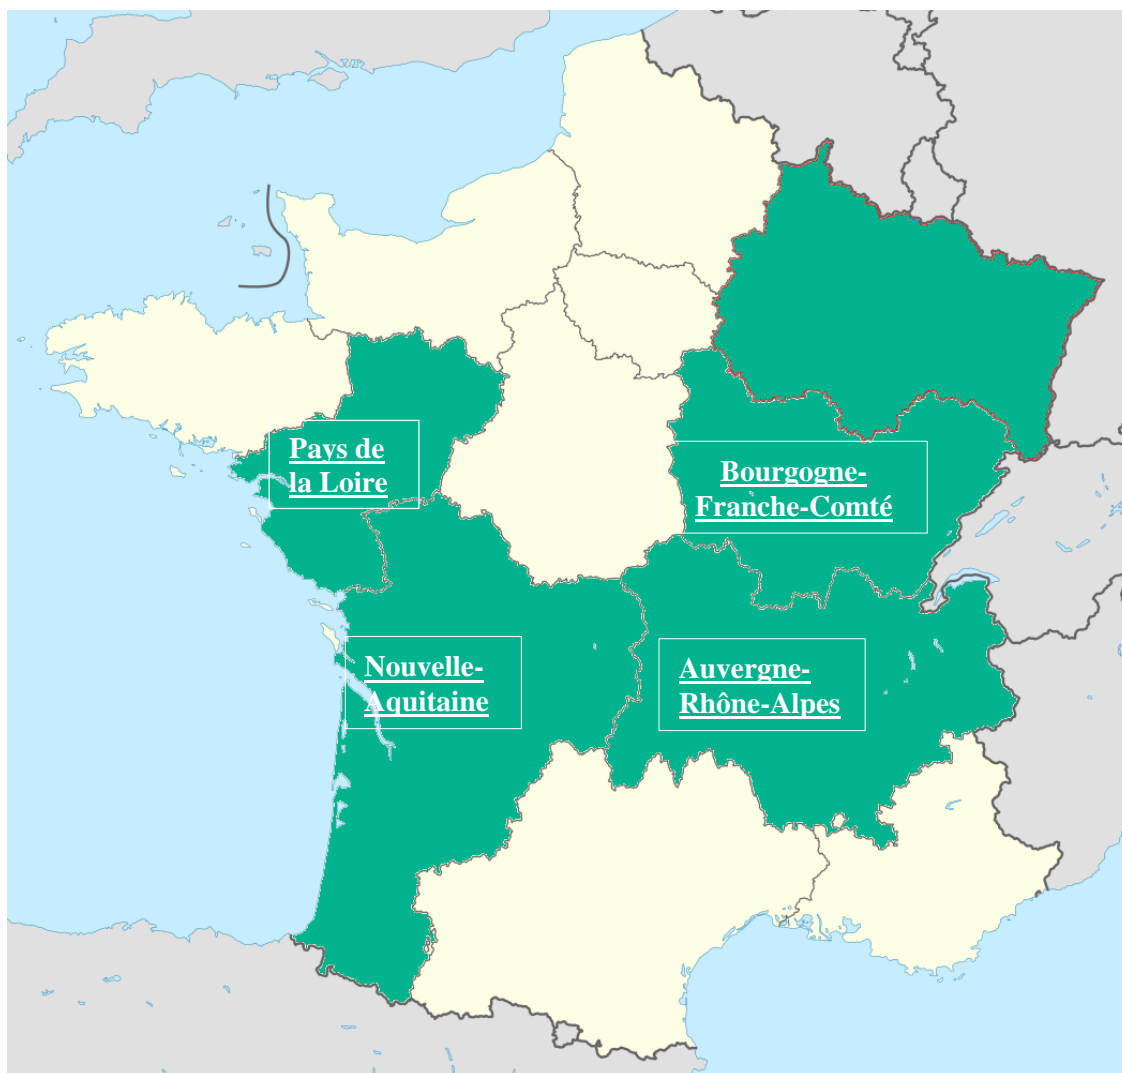 Pays de
la Loire
Bourgogne-
Franche-Comté
Nouvelle-
Aquitaine
Auvergne-
Rhône-Alpes